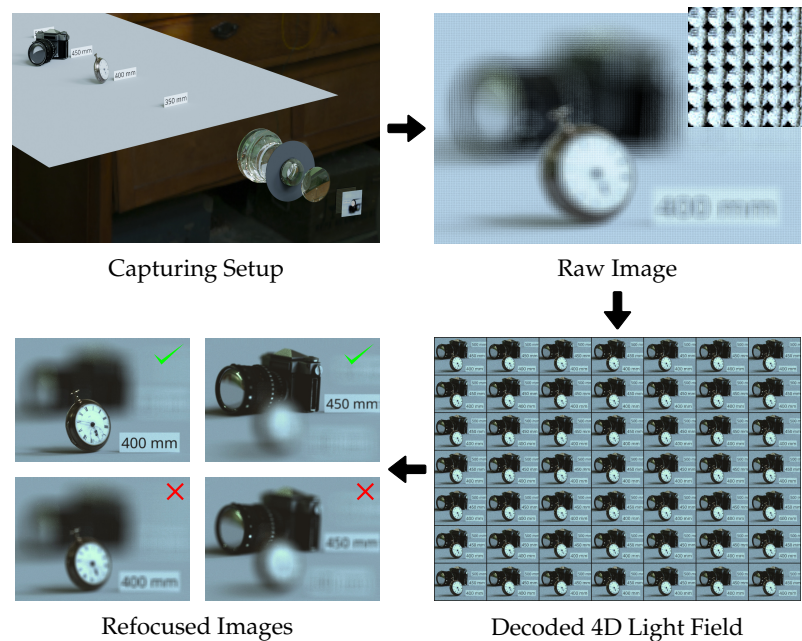 450 mm
400 mm
350 mm
400 mm
Capturing Setup
Raw Image
400 mm
450 mm
400 mm
450 mm
Refocused Images
Decoded 4D Light Field